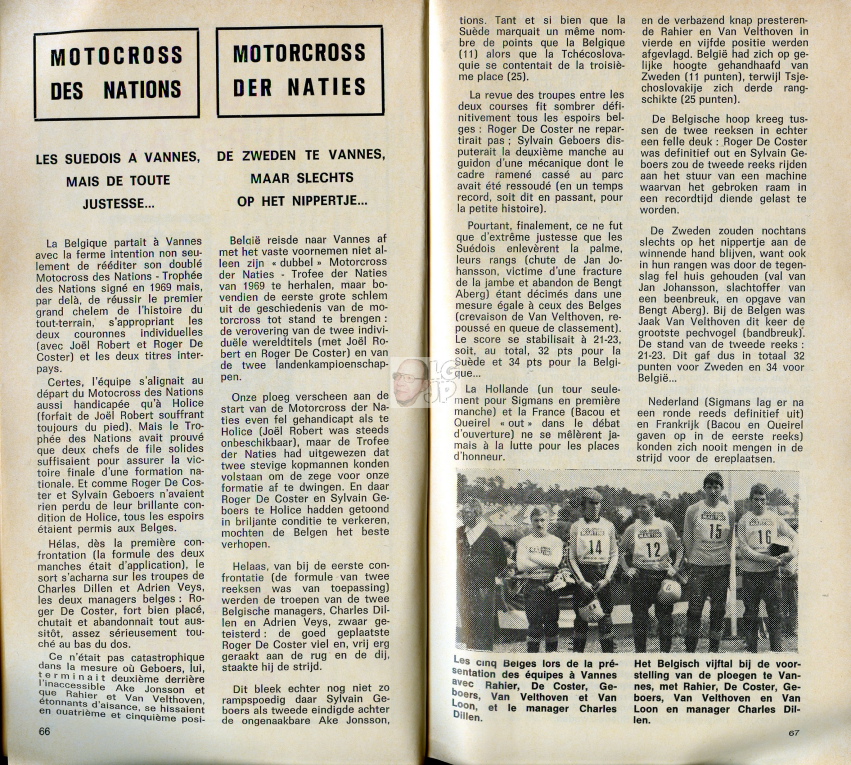 MOTOCROSS
DES NATIONS
LES SUEDOIS A VANNES,
MAIS DE TOUTE
JUSTESSE...
La Belgique partait à Vannes
avec la ferme intention non seu-
lement de rééditer son doublé
Motocross des Nations - Trophée
des Nations signé en 1969 mais,
par delà, de réussir le premier
grand chelem de l'histoire du
tout-terrain, s'appropriant les
deux couronnes individuelles
(avec Joël Robert et Roger De
Coster) et les deux titres inter-
pays.
Certes, l'équipe s'alignait au
départ du Motocross des Nations
aussi handicapée qu'à Holice
(forfait de Joël Robert souffrant
toujours du pied). Mais le Tro-
phée des Nations avait prouvé
que deux chefs de file solides
suffisaient pour assurer la vic-
toire finale d'une formation na-
tionale. Et comme Roger De Cos-
ter et Sylvain Geboers n'avaient
rien perdu de leur brillante con-
dition de Holice, tous les espoirs
étaient permis aux Belges.
Hélas, dès la première con-
frontation (la formule des deux
manches était d'application), le
sort s'acharna sur les troupes de
Charles Dillen et Adrien Veys,
les deux managers belges : Ro-
ger De Coster, fort bien placé,
chutait et abandonnait tout aus-
sitôt, assez sérieusement tou-
ché au bas du dos.
Ce n'était pas catastrophique
dans la mesure où Geboers, lui,
terminait deuxième derrière
l'inaccessible Ake Jonsson et
que Rahier et Van Velthoven,
étonnants d'aisance, se hissaient
en quatrième et cinquième posi-
66
MOTORCROSS
DER NATIES
DE ZWEDEN TE VANNES,
MAAR SLECHTS
OP HET NIPPERTJE...
België reisde naar Vannes af
met het vaste voornemen niet al-
leen zijn « dubbel » Motorcross
der Naties - Trofee der Naties
van 1969 te herhalen, maar bo-
vendien de eerste grote schlem
uit de geschiedenis van de mo-
torcross tot stand te brengen :
de verovering van de twee indivi-
duële wereldtitels (met Joël Ro-
bert en Roger De Coster) en van
de twee landenkampioenschap-
pen.
Onze ploeg verscheen aan de
start van de Motorcross der Na-
ties even fel gehandicapt als te
Holice (Joël Robert was steeds
onbeschikbaar), maar de Trofee
der Naties had uitgewezen dat
twee stevige kopmannen konden
volstaan om de zege voor onze
formatie af te dwingen. En daar
Roger De Coster en Sylvain Ge-
boers te Holice hadden getoond
in briljante conditie te verkeren,
mochten de Belgen het beste
verhopen.
Helaas, van bij de eerste con-
frontatie (de formule van twee
reeksen was van toepassing)
werden de troepen van de twee
Belgische managers, Charles Dil-
len en Adrien Veys, zwaar ge-
teisterd : de goed geplaatste
Roger De Coster viel en, vrij erg
geraakt aan de rug en de dij,
staakte hij de strijd.
Dit bleek echter nog niet zo
rampspoedig daar Sylvain Ge-
boers als tweede eindigde achter
de ongenaakbare Ake Jonsson,
tions. Tant et si bien que la
Suède marquait un même nom-
bre de points que la Belgique
(11) alors que la Tchécoslova-
quie se contentait de la troisiè-
me place (25).
La revue des troupes entre les
deux courses fit sombrer défi-
nitivement tous les espoirs bel-
ges : Roger De Coster ne repar-
tirait pas ; Sylvain Geboers dis-
puterait la deuxième manche au
guidon d'une mécanique dont le
cadre ramené cassé au parc
avait été ressoudé (en un temps
record, soit dit en passant, pour
la petite histoire).
Pourtant, finalement, ce ne fut
que d'extrême justesse que les
Suédois enlevèrent la palme,
leurs rangs (chute de Jan Jo-
hansson, victime d'une fracture
de la jambe et abandon de Bengt
Aberg) étant décimés dans une
mesure égale à ceux des Belges
(crevaison de Van Velthoven, re-
poussé en queue de classement).
Le score se stabilisait à 21-23,
soit, au total, 32 pts pour la
Suède et 34 pts pour la Belgi-
que...
La Hollande (un tour seule-
ment pour Sigmans en première
manche) et la France (Bacou et
Queirel « out » dans le débat
d'ouverture) ne se mêlèrent ja-
mais à la lutte pour les places
d'honneur.
en de verbazend knap presteren-
de Rahier en Van Velthoven in
vierde en vijfde positie werden
afgevlagd. België had zich op ge-
lijke hoogte gehandhaafd van
Zweden (11 punten), terwijl Tsje-
choslovakije zich derde rang-
schikte (25 punten).
De Belgische hoop kreeg tus-
sen de twee reeksen in echter
een felle deuk : Roger De Coster
was definitief out en Sylvain Ge-
boers zou de tweede reeks rijden
aan het stuur van een machine
waarvan het gebroken raam in
een recordtijd diende gelast te
worden.
De Zweden zouden nochtans
slechts op het nippertje aan de
winnende hand blijven, want ook
in hun rangen was door de tegen-
slag fel huis gehouden (val van
Jan Johansson, slachtoffer van
een beenbreuk, en opgave van
Bengt Aberg). Bij de Belgen was
Jaak Van Velthoven dit keer de
grootste pechvogel (bandbreuk).
De stand van de tweede reeks :
21-23. Dit gaf dus in totaal 32
punten voor Zweden en 34 voor
België...
Nederland (Sigmans lag er na
een ronde reeds definitief uit)
en Frankrijk (Bacou en Queirel
gaven op in de eerste reeks)
konden zich nooit mengen in de
strijd voor de ereplaatsen.
14
12
15
16
Les cinq Belges lors de la pré-
sentation des équipes à Vannes
avec Rahier, De Coster, Ge-
boers, Van Velthoven et Van
Loon, et le manager Charles
Dillen.
Het Belgisch vijftal bij de voor-
stelling van de ploegen te Van-
nes, met Rahier, De Coster, Ge-
boers, Van Velthoven en Van
Loon en manager Charles Dil-
len.
67